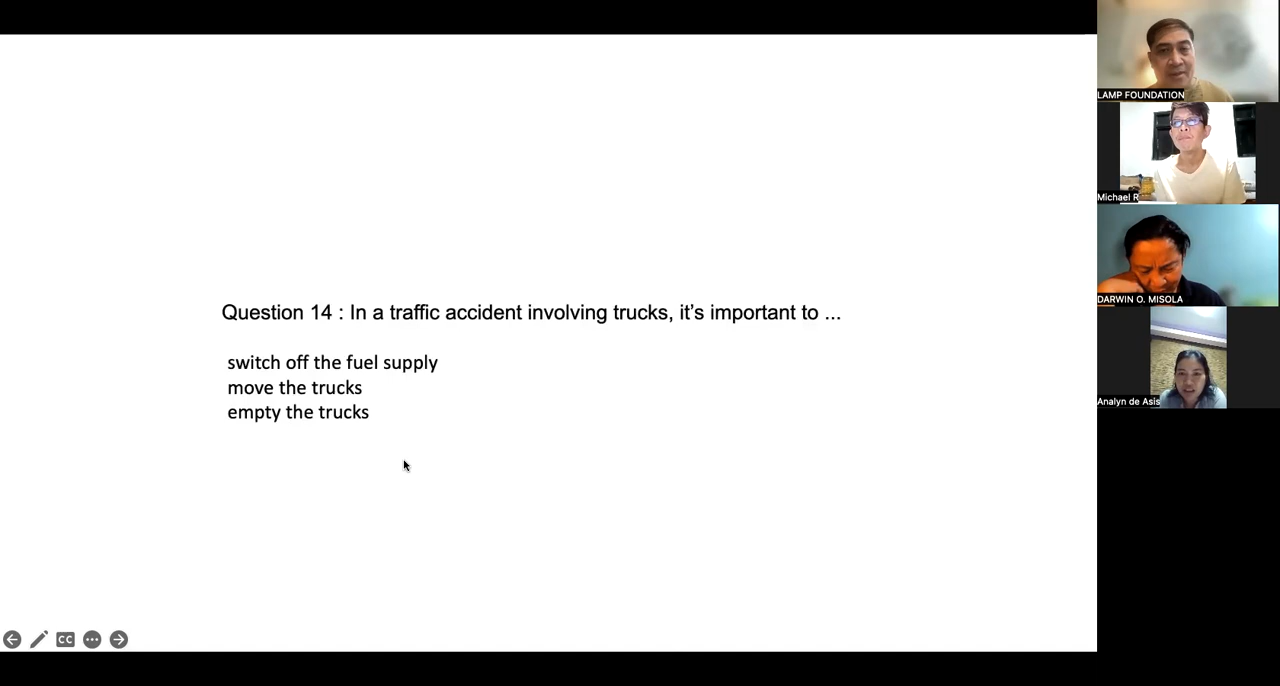 Question 14 : In a traffic accident involving trucks, it's important to ...
switch off the fuel supply
move the trucks
empty the trucks
CC
LAMP FOUNDATION
Michael R
DARWIN O. MISOLA
Analyn de Asis